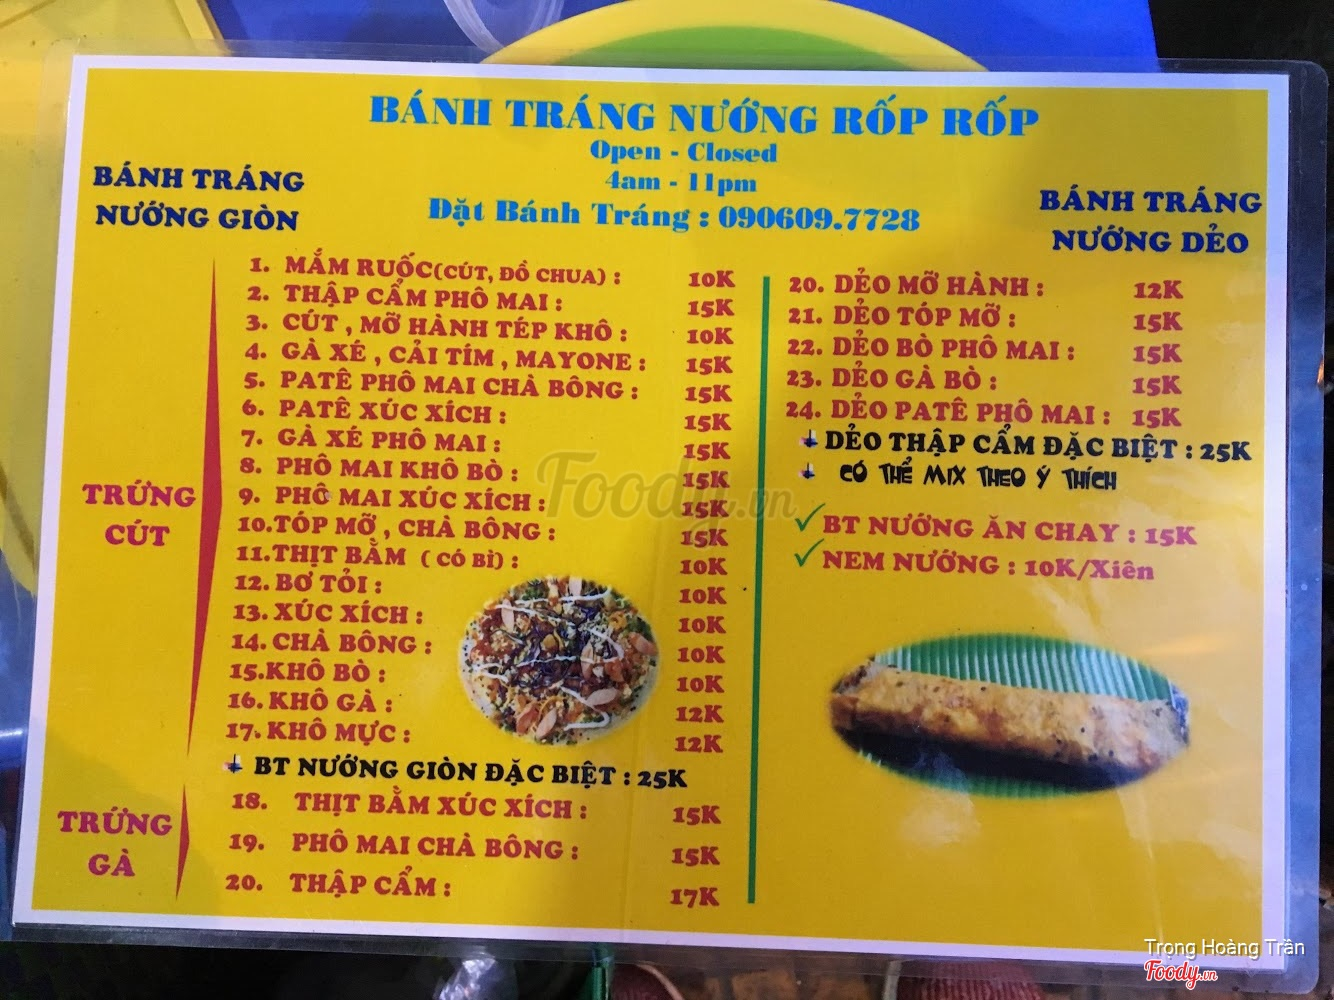 BÁNH TRÁNG NƯỚNG RỐP RỐP
Open - Closed
4am - 11pm
Đặt Bánh Tráng : 090609.7728
BÁNH TRÁNG
NƯỚNG GIÒN
TRỨNG
CÚT
1. MẮM RUỐC(CÚT, ĐỒ CHUA) : 10K
2. THẬP CẨM PHÔ MAI : 15K
3. CÚT , MỠ HÀNH TÉP KHÔ : 10K
4. GÀ XÉ , CẢI TÍM , MAYONE : 15K
5. PATÊ PHÔ MAI CHÀ BÔNG : 15K
6. PATÊ XÚC XÍCH : 15K
7. GÀ XÉ PHÔ MAI : 15K
8. PHÔ MAI KHÔ BÒ : 15K
9. PHÔ MAI XÚC XÍCH : 15K
10.TÓP MỠ , CHÀ BÔNG : 15K
11.THỊT BẰM ( CÓ BÌ) : 10K
12. BƠ TỎI : 10K
13. XÚC XÍCH : 10K
14. CHÀ BÔNG : 10K
15.KHÔ BÒ : 10K
16. KHÔ GÀ : 12K
17. KHÔ MỰC : 12K
BT NƯỚNG GIÒN ĐẶC BIỆT : 25K
TRỨNG
GÀ
18. THỊT BẰM XÚC XÍCH : 15K
19. PHÔ MAI CHÀ BÔNG : 15K
20. THẬP CẨM : 17K
BÁNH TRÁNG
NƯỚNG DẺO
20. DẺO MỠ HÀNH : 12K
21. DẺO TÓP MỠ : 15K
22. DẺO BÒ PHÔ MAI : 15K
23. DẺO GÀ BÒ : 15K
24. DẺO PATÊ PHÔ MAI : 15K
DẺO THẬP CẨM ĐẶC BIỆT : 25K
CÓ THỂ MIX THEO Ý THÍCH
BT NƯỚNG ĂN CHAY : 15K
NEM NƯỚNG : 10K/Xiên
Foody.vn
Trọng Hoàng Trần
Foody.vn